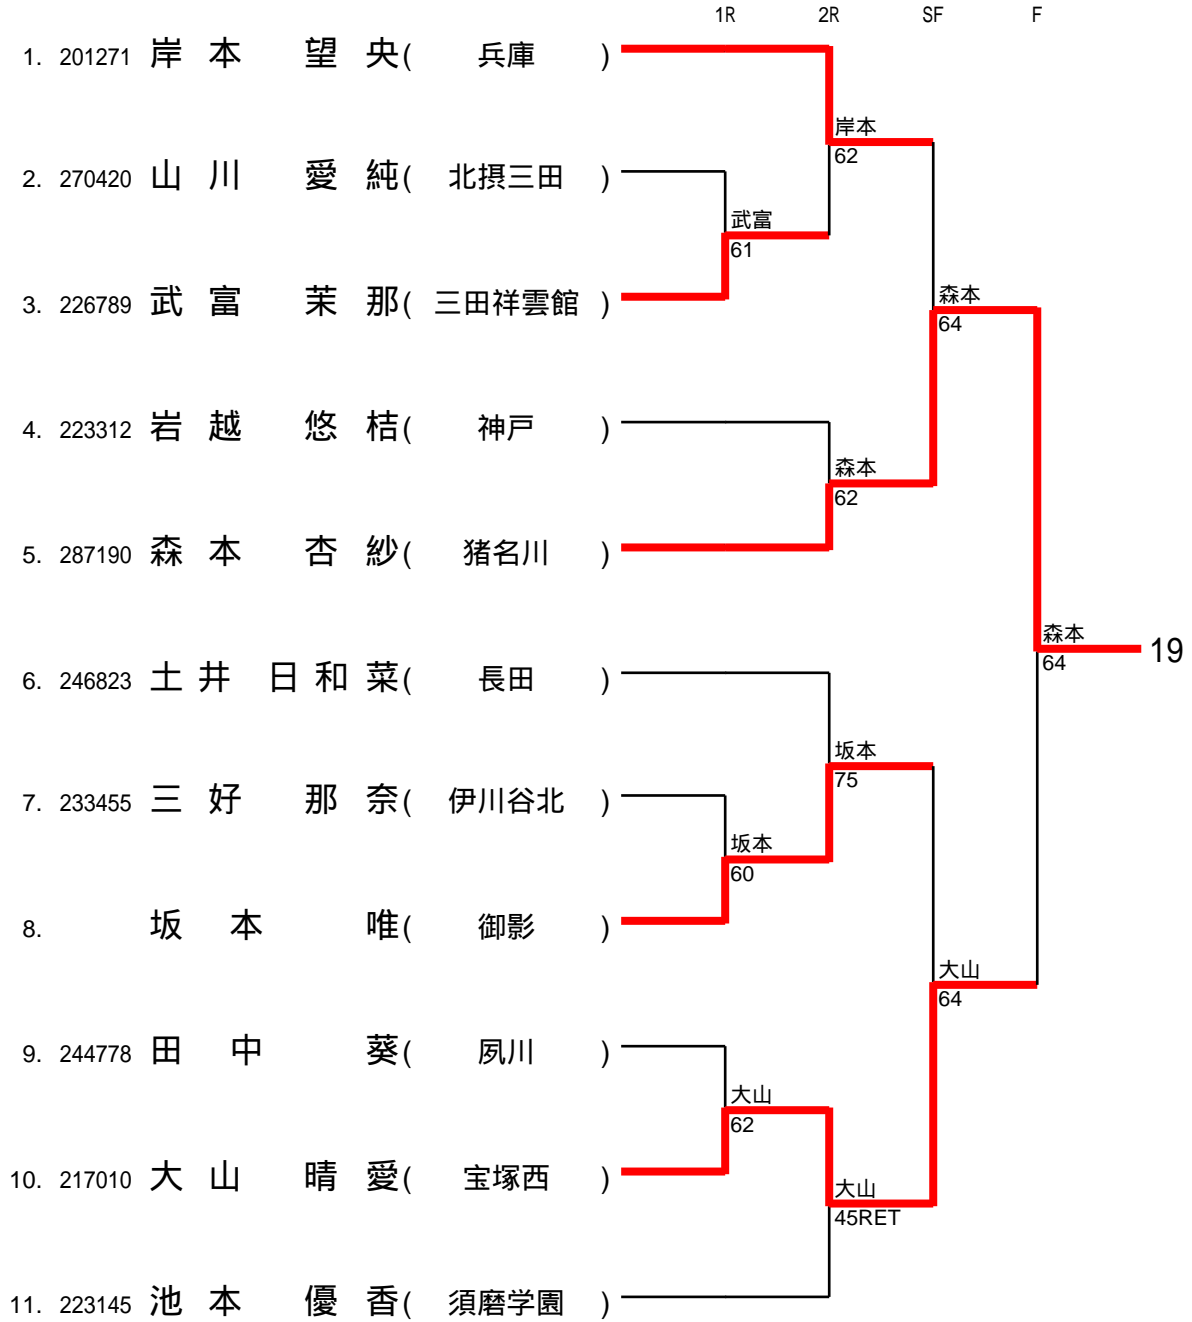 1R 2R SF F
1. 201271 岸本 望央( 兵庫 )
岸本
62
2. 270420 山川 愛純( 北摂三田 )
武富
61
3. 226789 武富 茉那( 三田祥雲館 )
森本
64
4. 223312 岩越 悠桔( 神戸 )
森本
62
5. 287190 森本 杏紗( 猪名川 )
森本
64
19
6. 246823 土井 日和菜( 長田 )
坂本
75
7. 233455 三好 那奈( 伊川谷北 )
坂本
60
8. 坂本 唯( 御影 )
大山
64
9. 244778 田中 葵( 夙川 )
大山
62
10. 217010 大山 晴愛( 宝塚西 )
大山
45RET
11. 223145 池本 優香( 須磨学園 )